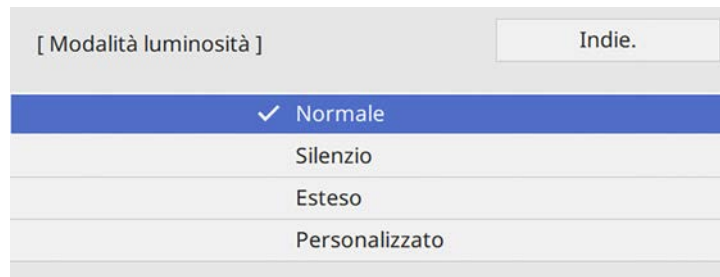 [ Modalità luminosità ]
Indie.
Normale
Silenzio
Esteso
Personalizzato